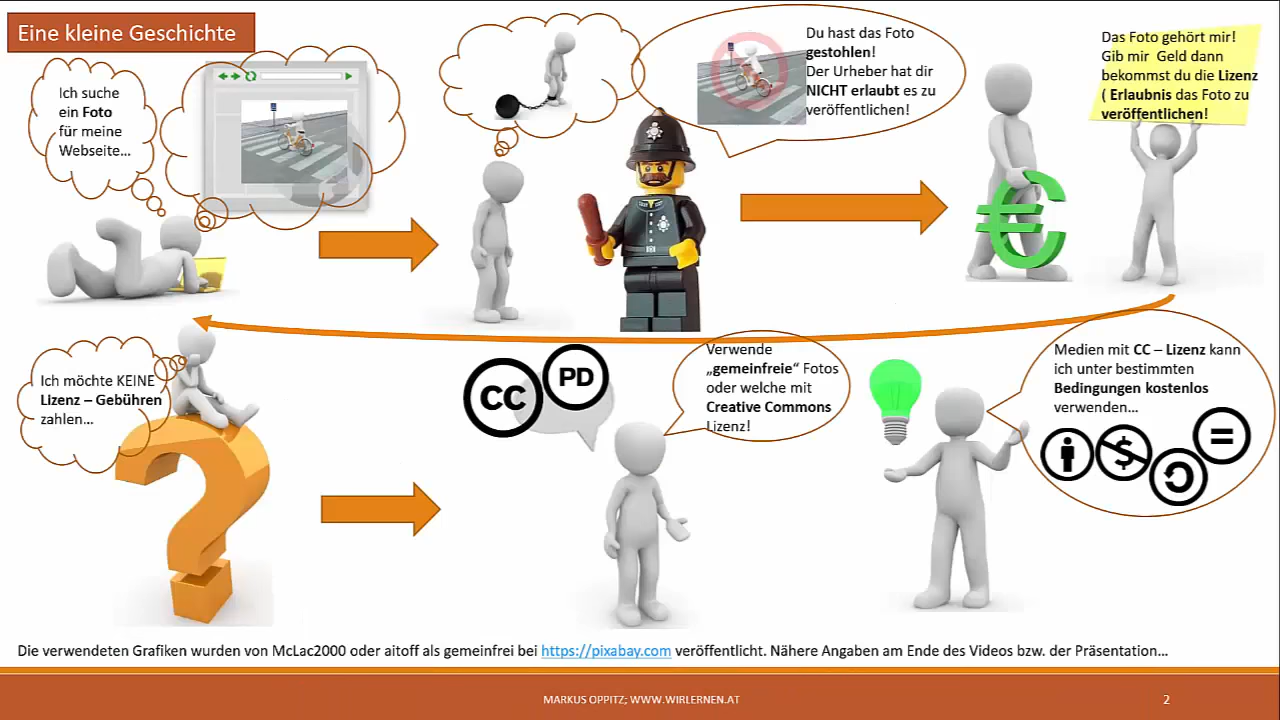 Eine kleine Geschichte
Ich suche
ein Foto
für meine
Webseite...
Du hast das Foto
gestohlen!
Der Urheber hat dir
NICHT erlaubt es zu
veröffentlichen!
Das Foto gehört mir!
Gib mir Geld dann
bekommst du die Lizenz
( Erlaubnis das Foto zu
veröffentlichen!
Ich möchte KEINE
Lizenz – Gebühren
zahlen...
CC
PD
Verwende
„gemeinfreie“ Fotos
oder welche mit
Creative Commons
Lizenz!
Medien mit CC – Lizenz kann
ich unter bestimmten
Bedingungen kostenlos
verwenden...
Die verwendeten Grafiken wurden von McLac2000 oder aitoff als gemeinfrei bei https://pixabay.com veröffentlicht. Nähere Angaben am Ende des Videos bzw. der Präsentation...
MARKUS OPPITZ; WWW.WIRLERNEN.AT
2